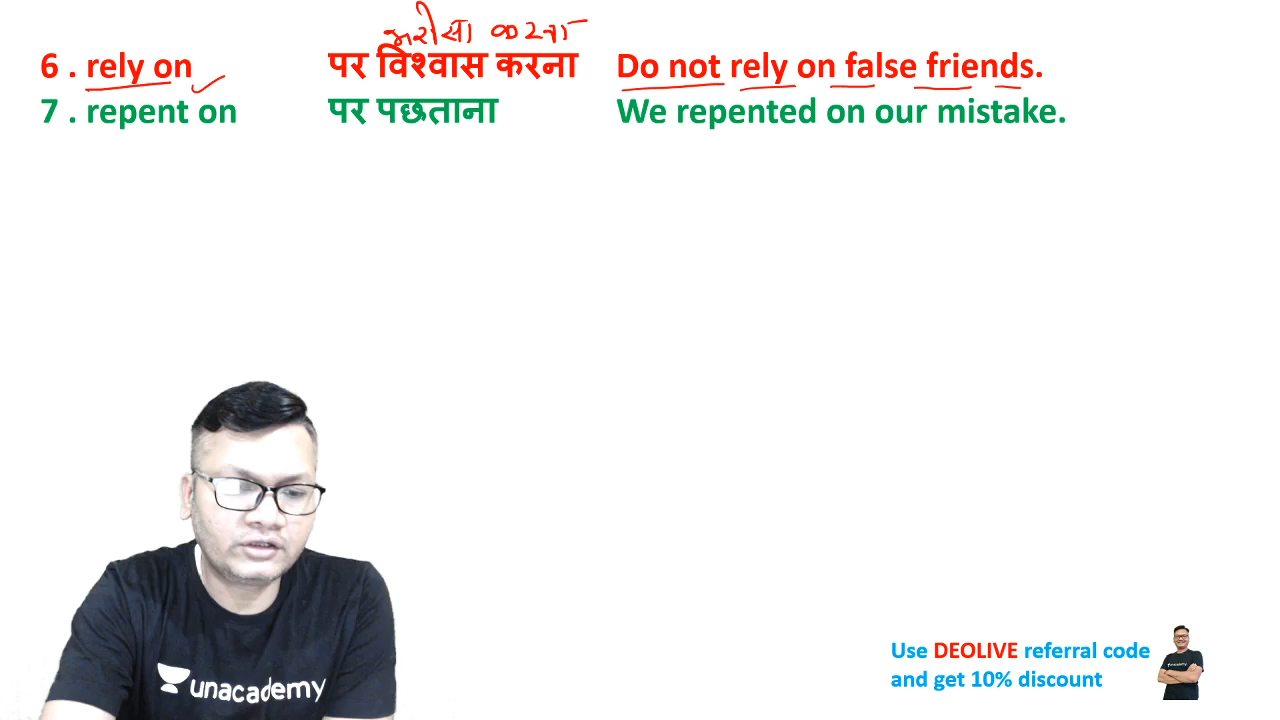 भरोसा करना
6 . rely on पर विश्वास करना Do not rely on false friends.
7 . repent on पर पछताना We repented on our mistake.
unacademy
Use DEOLIVE referral code
and get 10% discount